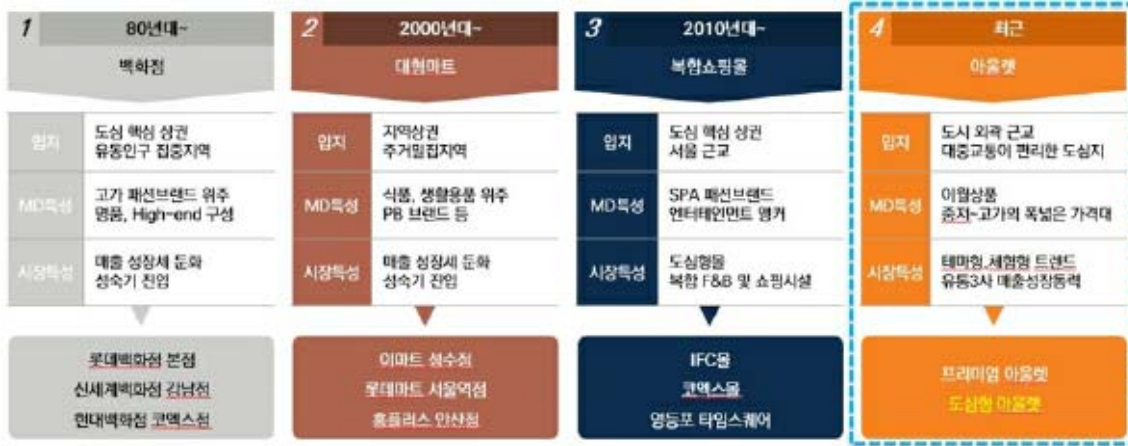 1 80년대~
백화점
입지
도심 핵심 상권
유동인구 집중지역
MD특성
고가 패션브랜드 위주
명품, High-end 구성
시장특성
매출 성장세 둔화
성숙기 진입
롯데백화점 본점
신세계백화점 강남점
현대백화점 코엑스점
2 2000년대~
대형마트
입지
지역상권
주거밀집지역
MD특성
식품, 생활용품 위주
PB 브랜드 등
시장특성
매출 성장세 둔화
성숙기 진입
이마트 성수점
롯데마트 서울역점
홈플러스 안산점
3 2010년대~
복합쇼핑몰
입지
도심 핵심 상권
서울 근교
MD특성
SPA 패션브랜드
엔터테인먼트 앵커
시장특성
도심형몰
복합 F&B 및 쇼핑시설
IFC몰
코엑스몰
영등포 타임스퀘어
4 최근
아울렛
입지
도시 외곽 근교
대중교통이 편리한 도심지
MD특성
이월상품
중저~고가의 폭넓은 가격대
시장특성
테마형,체험형 트렌드
유통3사 매출성장동력
프리미엄 아울렛
도심형 아울렛